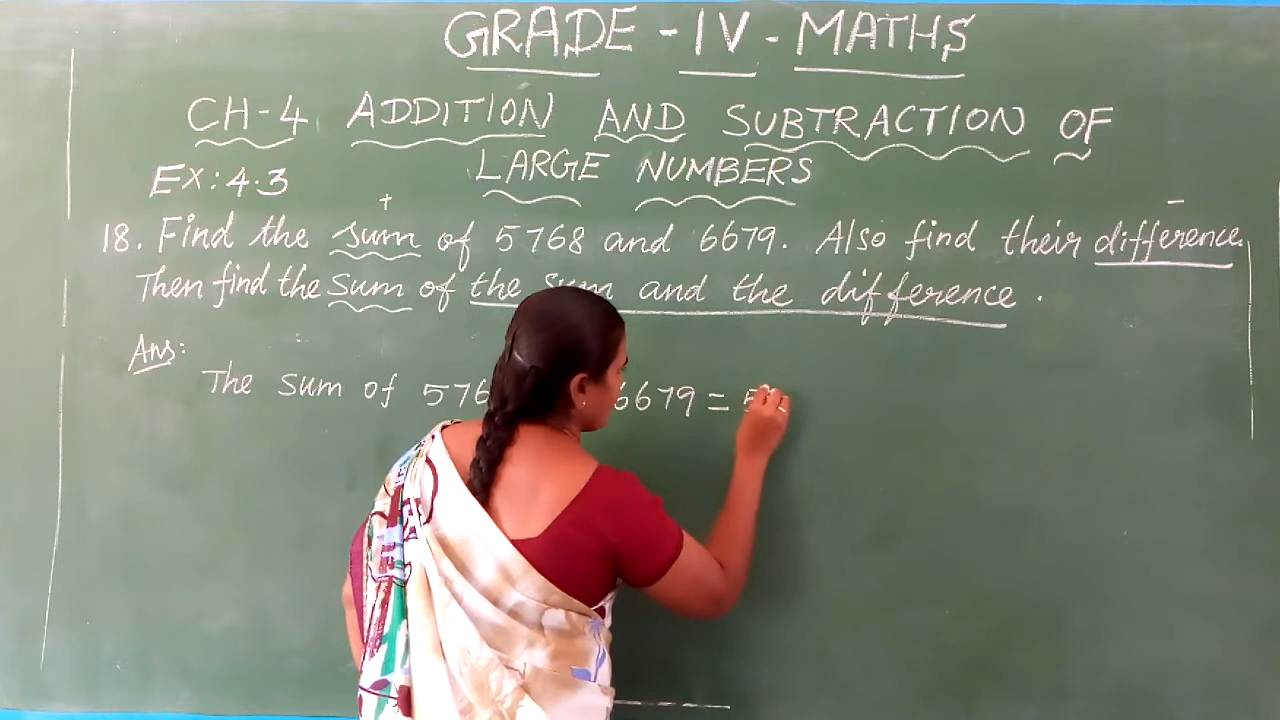 GRADE - IV - MATHS
CH-4 ADDITION AND SUBTRACTION OF
LARGE NUMBERS
EX: 4.3
+ -
18. Find the sum of 5768 and 6679. Also find their difference.
Then find the sum of the sum and the difference.
Ans:
The sum of 576 6679 = 5